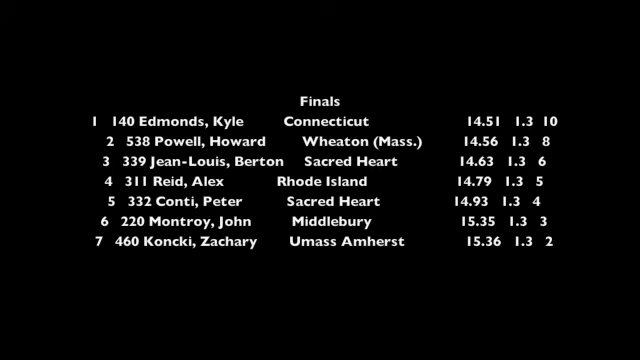 Finals
1 140 Edmonds, Kyle Connecticut 14.51 1.3 10
2 538 Powell, Howard Wheaton (Mass.) 14.56 1.3 8
3 339 Jean-Louis, Berton Sacred Heart 14.63 1.3 6
4 311 Reid, Alex Rhode Island 14.79 1.3 5
5 332 Conti, Peter Sacred Heart 14.93 1.3 4
6 220 Montroy, John Middlebury 15.35 1.3 3
7 460 Koncki, Zachary Umass Amherst 15.36 1.3 2